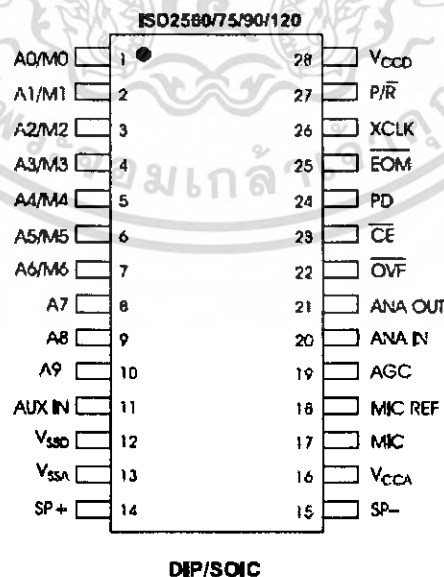 ISD2560/75/90/120
A0/M0 1 28 VCCD
A1/M1 2 27 P/R̅
A2/M2 3 26 XCLK
A3/M3 4 25 E̅O̅M̅
A4/M4 5 24 PD
A5/M5 6 23 C̅E̅
A6/M6 7 22 O̅V̅F̅
A7 8 21 ANA OUT
A8 9 20 ANA IN
A9 10 19 AGC
AUX IN 11 18 MIC REF
VSSD 12 17 MIC
VSSA 13 16 VCCA
SP+ 14 15 SP–
DIP/SOIC